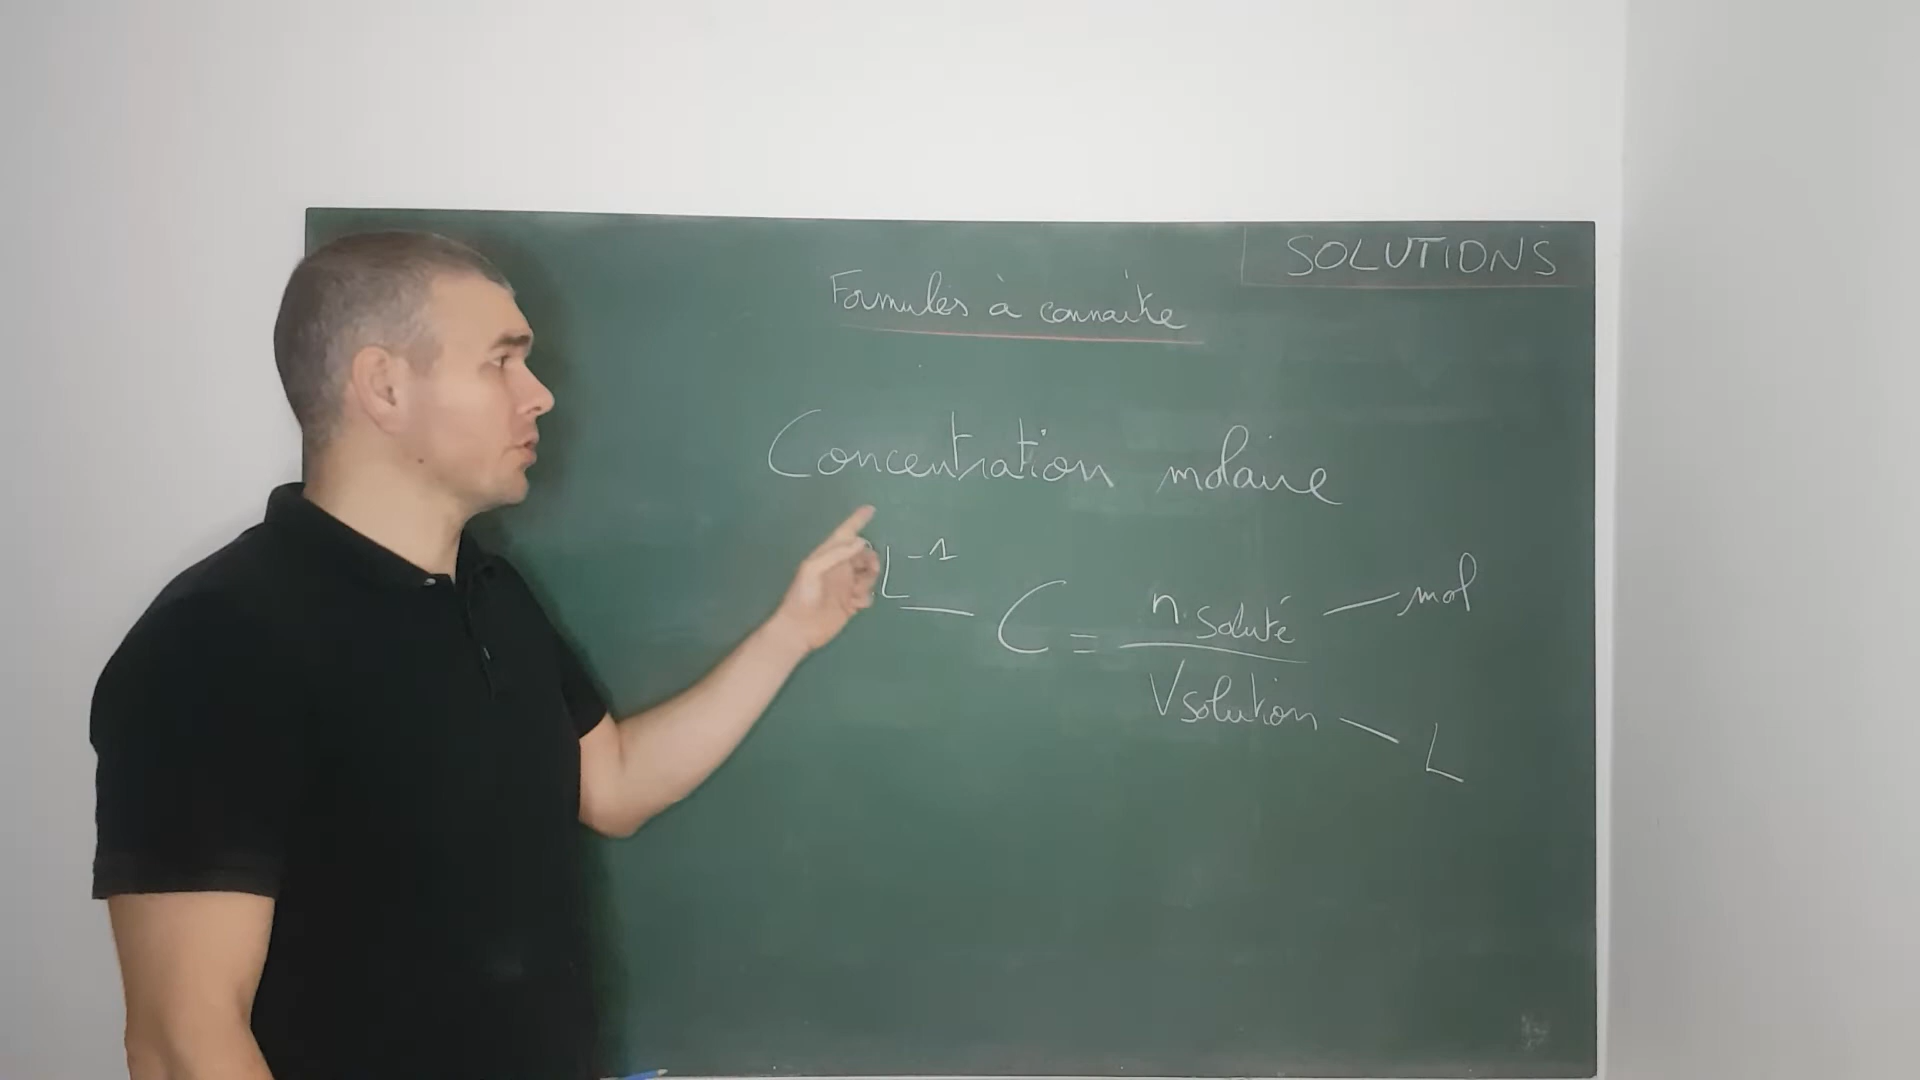 SOLUTIONS
Formules à connaître
Concentration molaire
L⁻¹
C = n soluté / V solution
mol
L